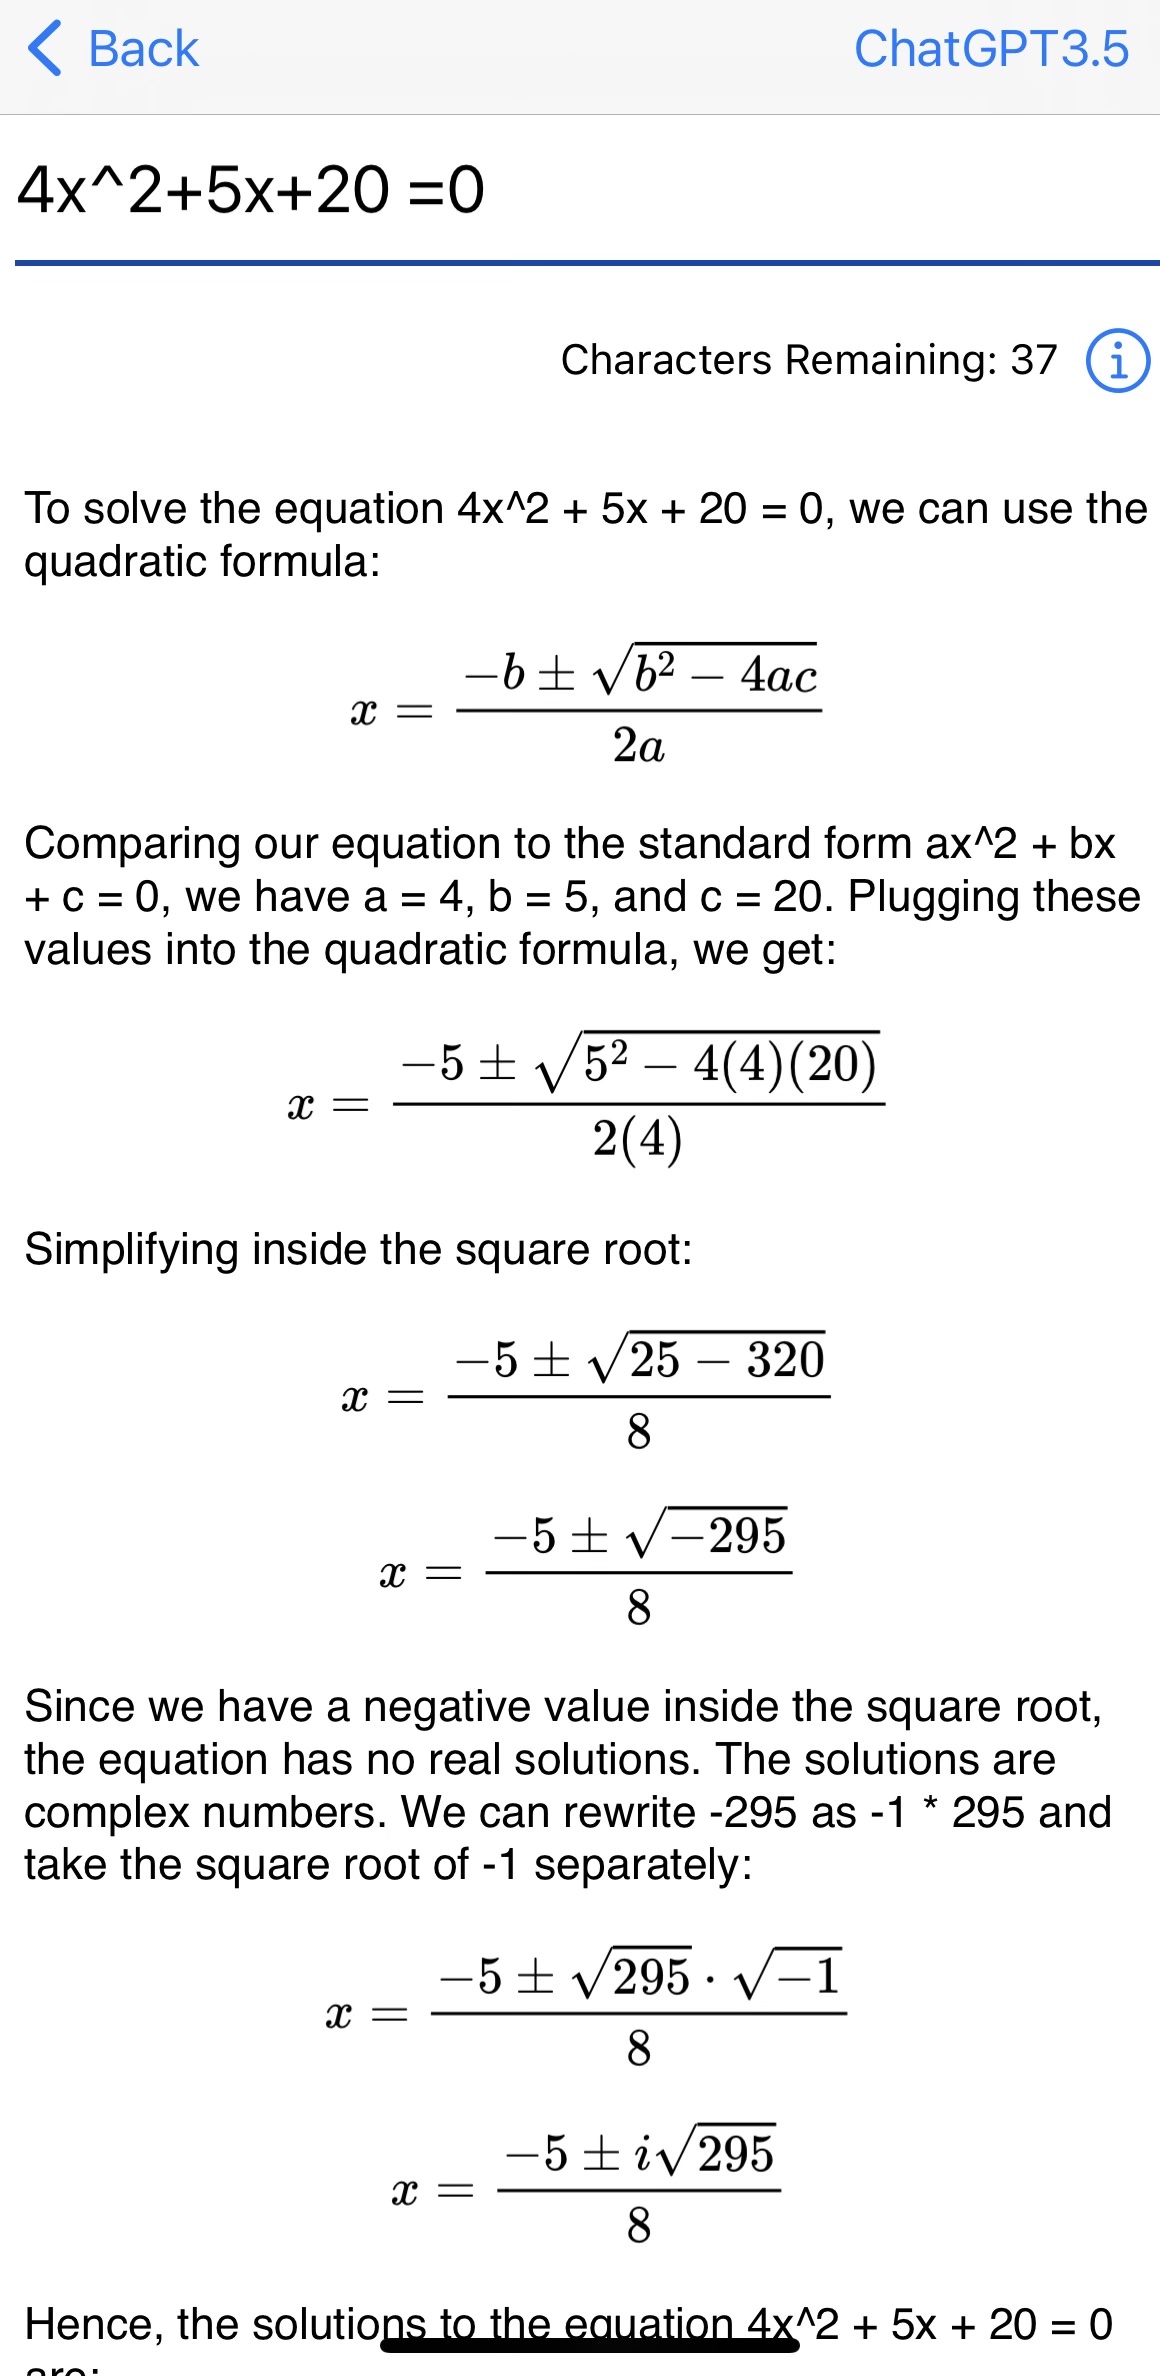 Back
ChatGPT3.5
4x^2+5x+20 =0
Characters Remaining: 37
To solve the equation 4x^2 + 5x + 20 = 0, we can use the
quadratic formula:
x = \frac{-b \pm \sqrt{b^2 - 4ac}}{2a}
Comparing our equation to the standard form ax^2 + bx
+ c = 0, we have a = 4, b = 5, and c = 20. Plugging these
values into the quadratic formula, we get:
x = \frac{-5 \pm \sqrt{5^2 - 4(4)(20)}}{2(4)}
Simplifying inside the square root:
x = \frac{-5 \pm \sqrt{25 - 320}}{8}
x = \frac{-5 \pm \sqrt{-295}}{8}
Since we have a negative value inside the square root,
the equation has no real solutions. The solutions are
complex numbers. We can rewrite -295 as -1 * 295 and
take the square root of -1 separately:
x = \frac{-5 \pm \sqrt{295} \cdot \sqrt{-1}}{8}
x = \frac{-5 \pm i\sqrt{295}}{8}
Hence, the solutions to the equation 4x^2 + 5x + 20 = 0
are: